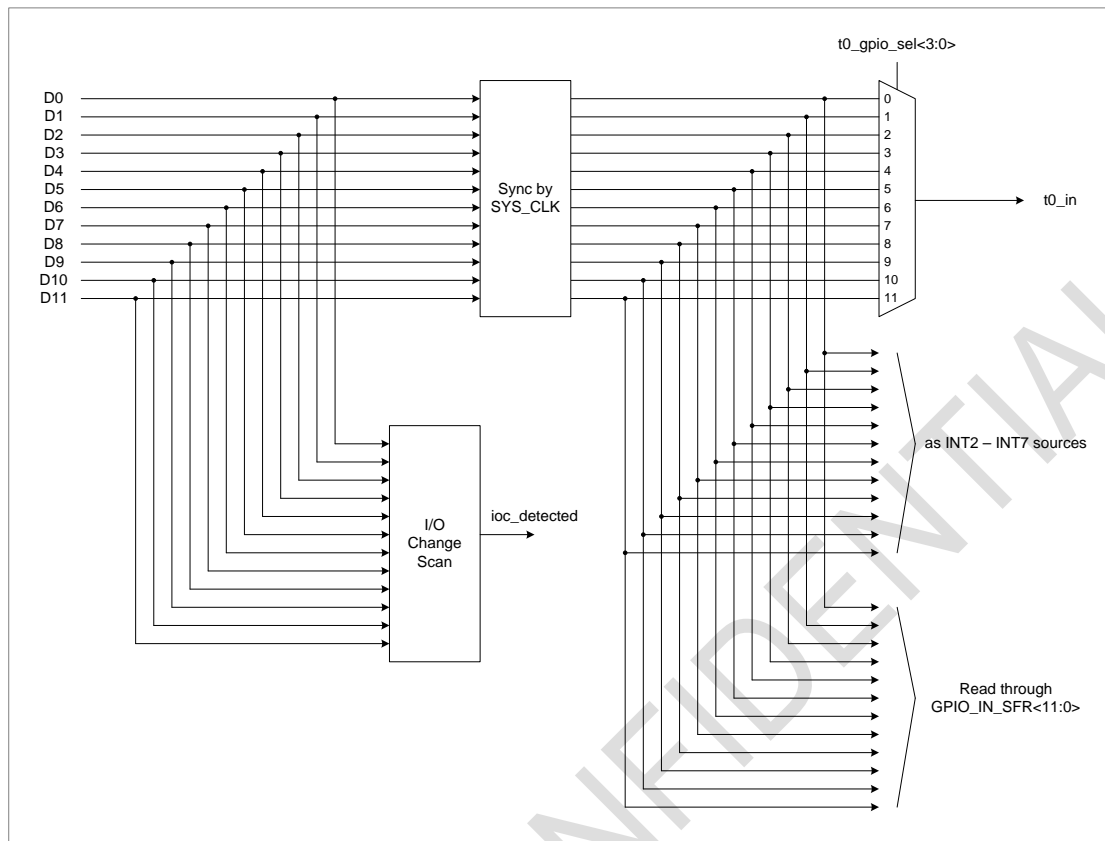 t0_gpio_sel<3:0>
D0
D1
D2
D3
D4
D5
D6
D7
D8
D9
D10
D11
Sync by
SYS_CLK
0
1
2
3
4
5
6
7
8
9
10
11
t0_in
as INT2 – INT7 sources
I/O
Change
Scan
ioc_detected
Read through
GPIO_IN_SFR<11:0>